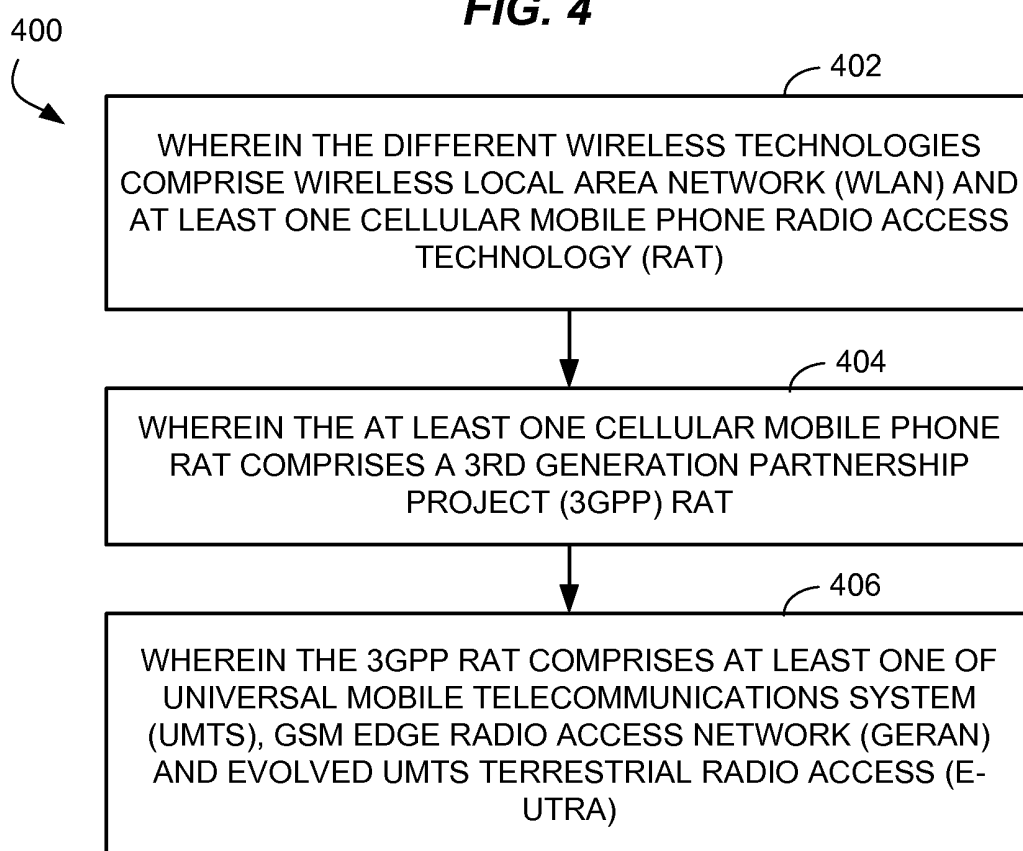 FIG. 4
400
402
WHEREIN THE DIFFERENT WIRELESS TECHNOLOGIES
COMPRISE WIRELESS LOCAL AREA NETWORK (WLAN) AND
AT LEAST ONE CELLULAR MOBILE PHONE RADIO ACCESS
TECHNOLOGY (RAT)
404
WHEREIN THE AT LEAST ONE CELLULAR MOBILE PHONE
RAT COMPRISES A 3RD GENERATION PARTNERSHIP
PROJECT (3GPP) RAT
406
WHEREIN THE 3GPP RAT COMPRISES AT LEAST ONE OF
UNIVERSAL MOBILE TELECOMMUNICATIONS SYSTEM
(UMTS), GSM EDGE RADIO ACCESS NETWORK (GERAN)
AND EVOLVED UMTS TERRESTRIAL RADIO ACCESS (E-
UTRA)